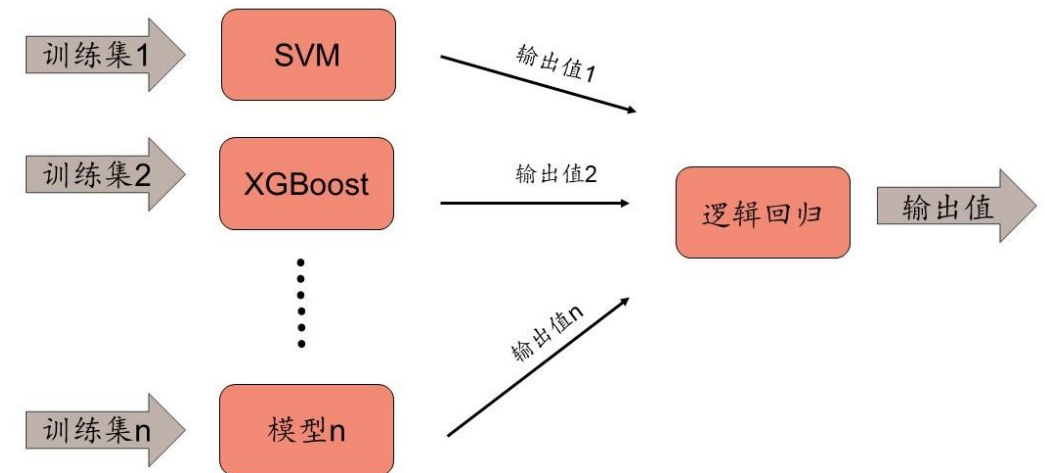 训练集1
SVM
输出值1
训练集2
XGBoost
输出值2
逻辑回归
输出值
训练集n
模型n
输出值n